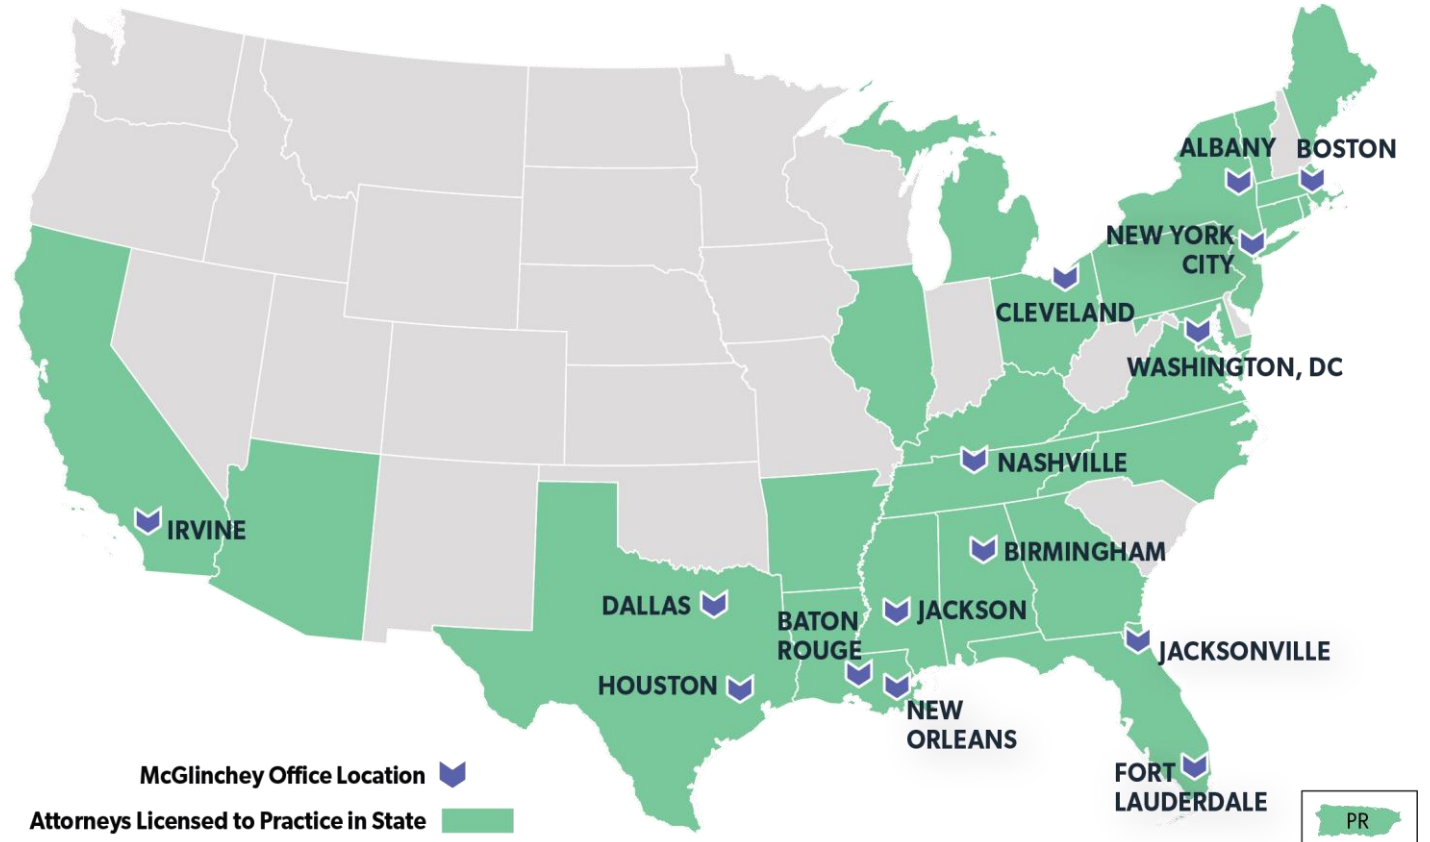 ALBANY
BOSTON
NEW YORK
CITY
CLEVELAND
WASHINGTON, DC
NASHVILLE
IRVINE
BIRMINGHAM
DALLAS
JACKSON
BATON
ROUGE
JACKSONVILLE
HOUSTON
NEW
ORLEANS
FORT
LAUDERDALE
McGlinchey Office Location
Attorneys Licensed to Practice in State
PR